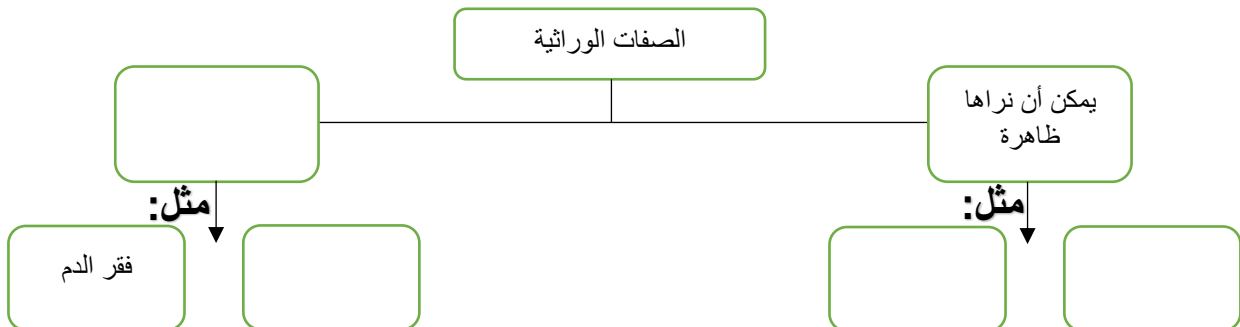 الصفات الوراثية
يمكن أن نراها
ظاهرة
مثل:
مثل:
فقر الدم